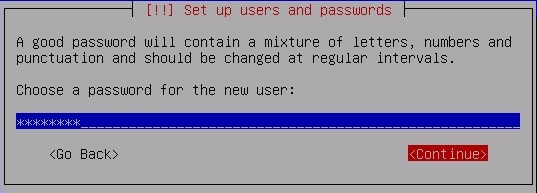 [!!] Set up users and passwords
A good password will contain a mixture of letters, numbers and
punctuation and should be changed at regular intervals.
Choose a password for the new user:
********
<Go Back> <Continue>